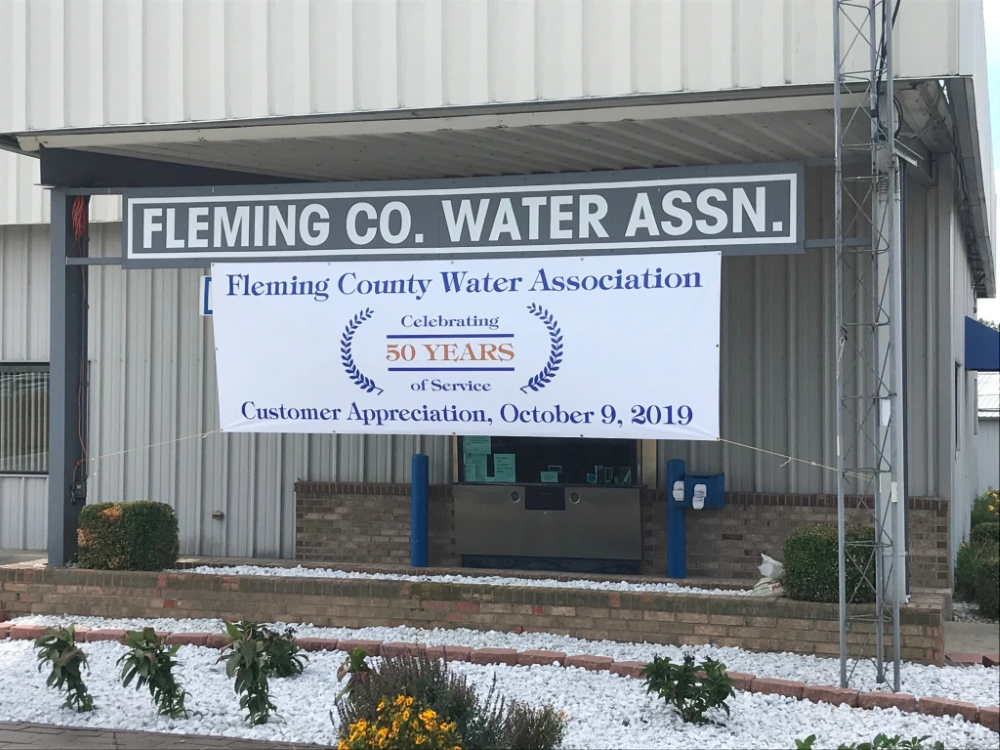 FLEMING CO. WATER ASSN.
Fleming County Water Association
Celebrating
50 YEARS
of Service
Customer Appreciation, October 9, 2019